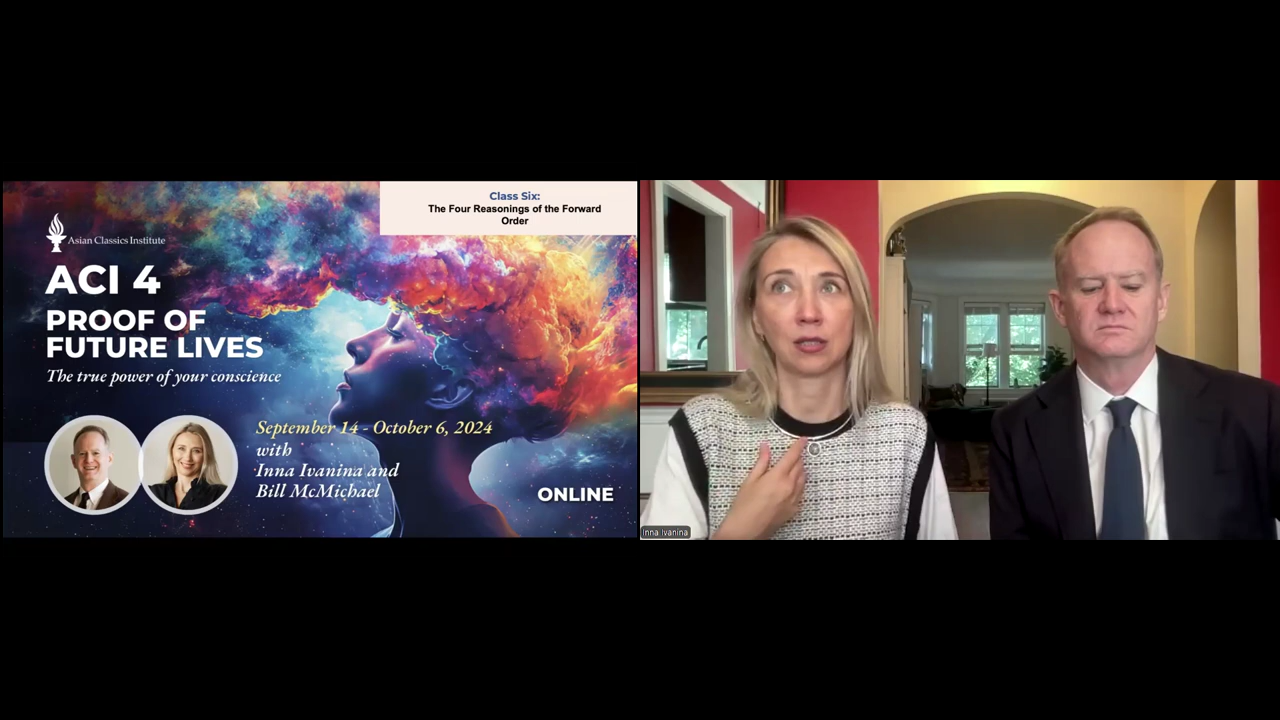 Class Six:
The Four Reasonings of the Forward
Order
Asian Classics Institute
ACI 4
PROOF OF
FUTURE LIVES
The true power of your conscience
September 14 - October 6, 2024
with
Inna Ivanina and
Bill McMichael
ONLINE
Inna Ivanina